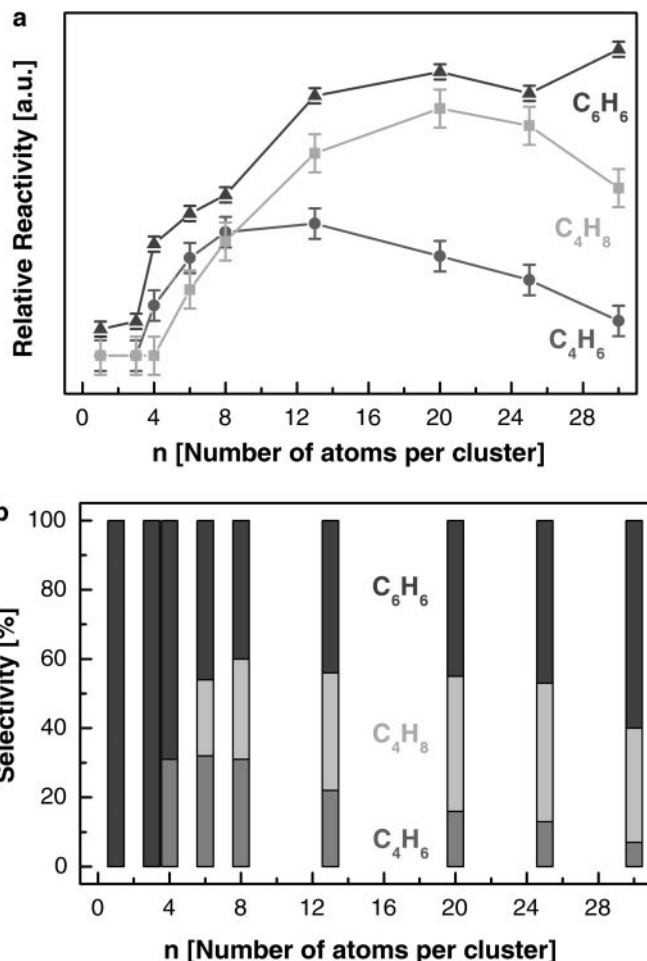 a
Relative Reactivity [a.u.]
C₆H₆
C₄H₈
C₄H₆
0 4 8 12 16 20 24 28
n [Number of atoms per cluster]
b
Selectivity [%]
100
80
60
40
20
0
C₆H₆
C₄H₈
C₄H₆
0 4 8 12 16 20 24 28
n [Number of atoms per cluster]